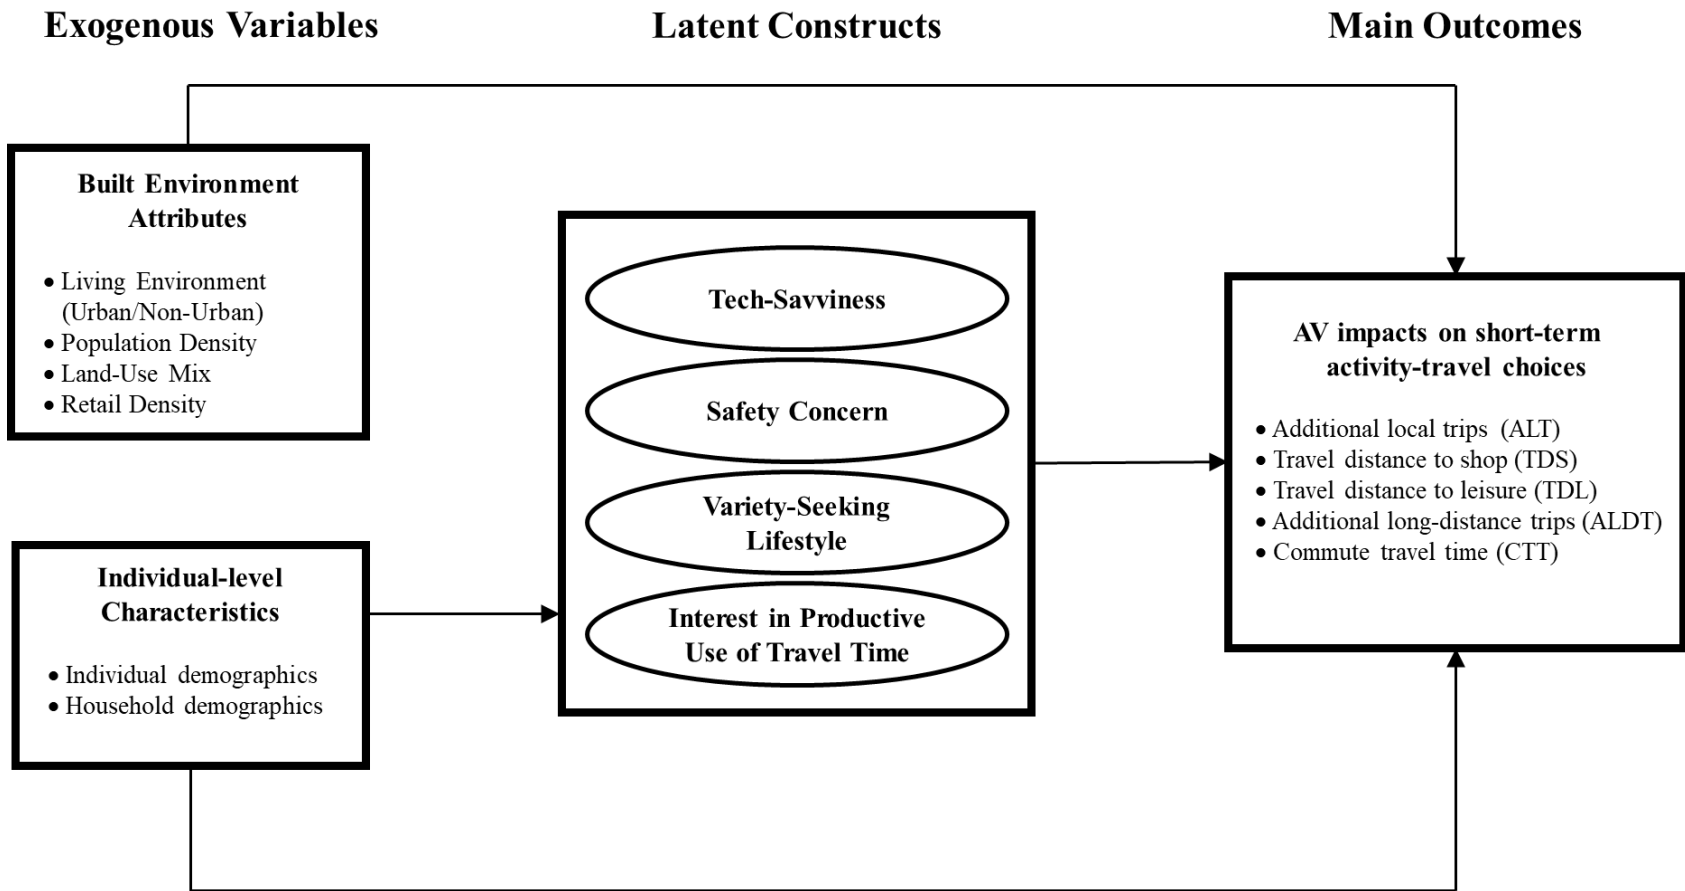 Exogenous Variables
Latent Constructs
Main Outcomes
Built Environment
Attributes
• Living Environment
(Urban/Non-Urban)
• Population Density
• Land-Use Mix
• Retail Density
Individual-level
Characteristics
• Individual demographics
• Household demographics
Tech-Savviness
Safety Concern
Variety-Seeking
Lifestyle
Interest in Productive
Use of Travel Time
AV impacts on short-term
activity-travel choices
• Additional local trips (ALT)
• Travel distance to shop (TDS)
• Travel distance to leisure (TDL)
• Additional long-distance trips (ALDT)
• Commute travel time (CTT)